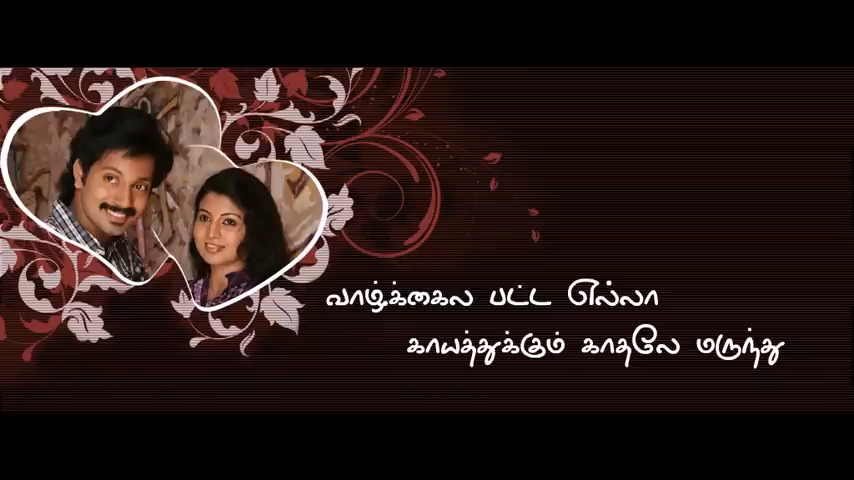 வாழ்க்கைல பட்ட எல்லா
காயத்துக்கும் காதலே மருந்து